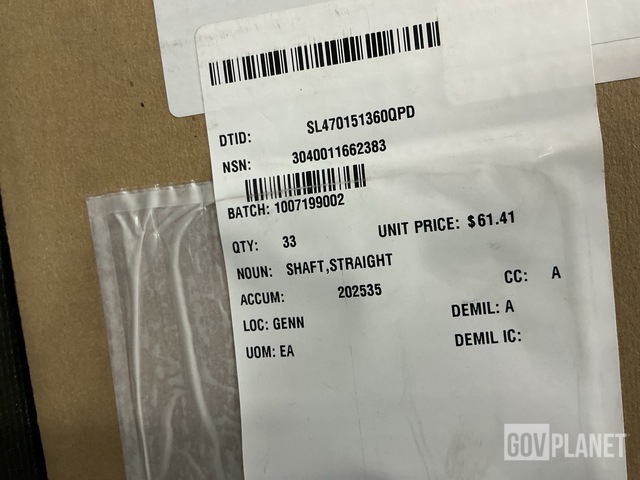 DTID: SL470151360QPD
NSN: 3040011662383
BATCH: 1007199002
QTY: 33 UNIT PRICE: $61.41
NOUN: SHAFT,STRAIGHT
ACCUM: 202535 CC: A
LOC: GENN DEMIL: A
UOM: EA DEMIL IC:
GOVPLANET